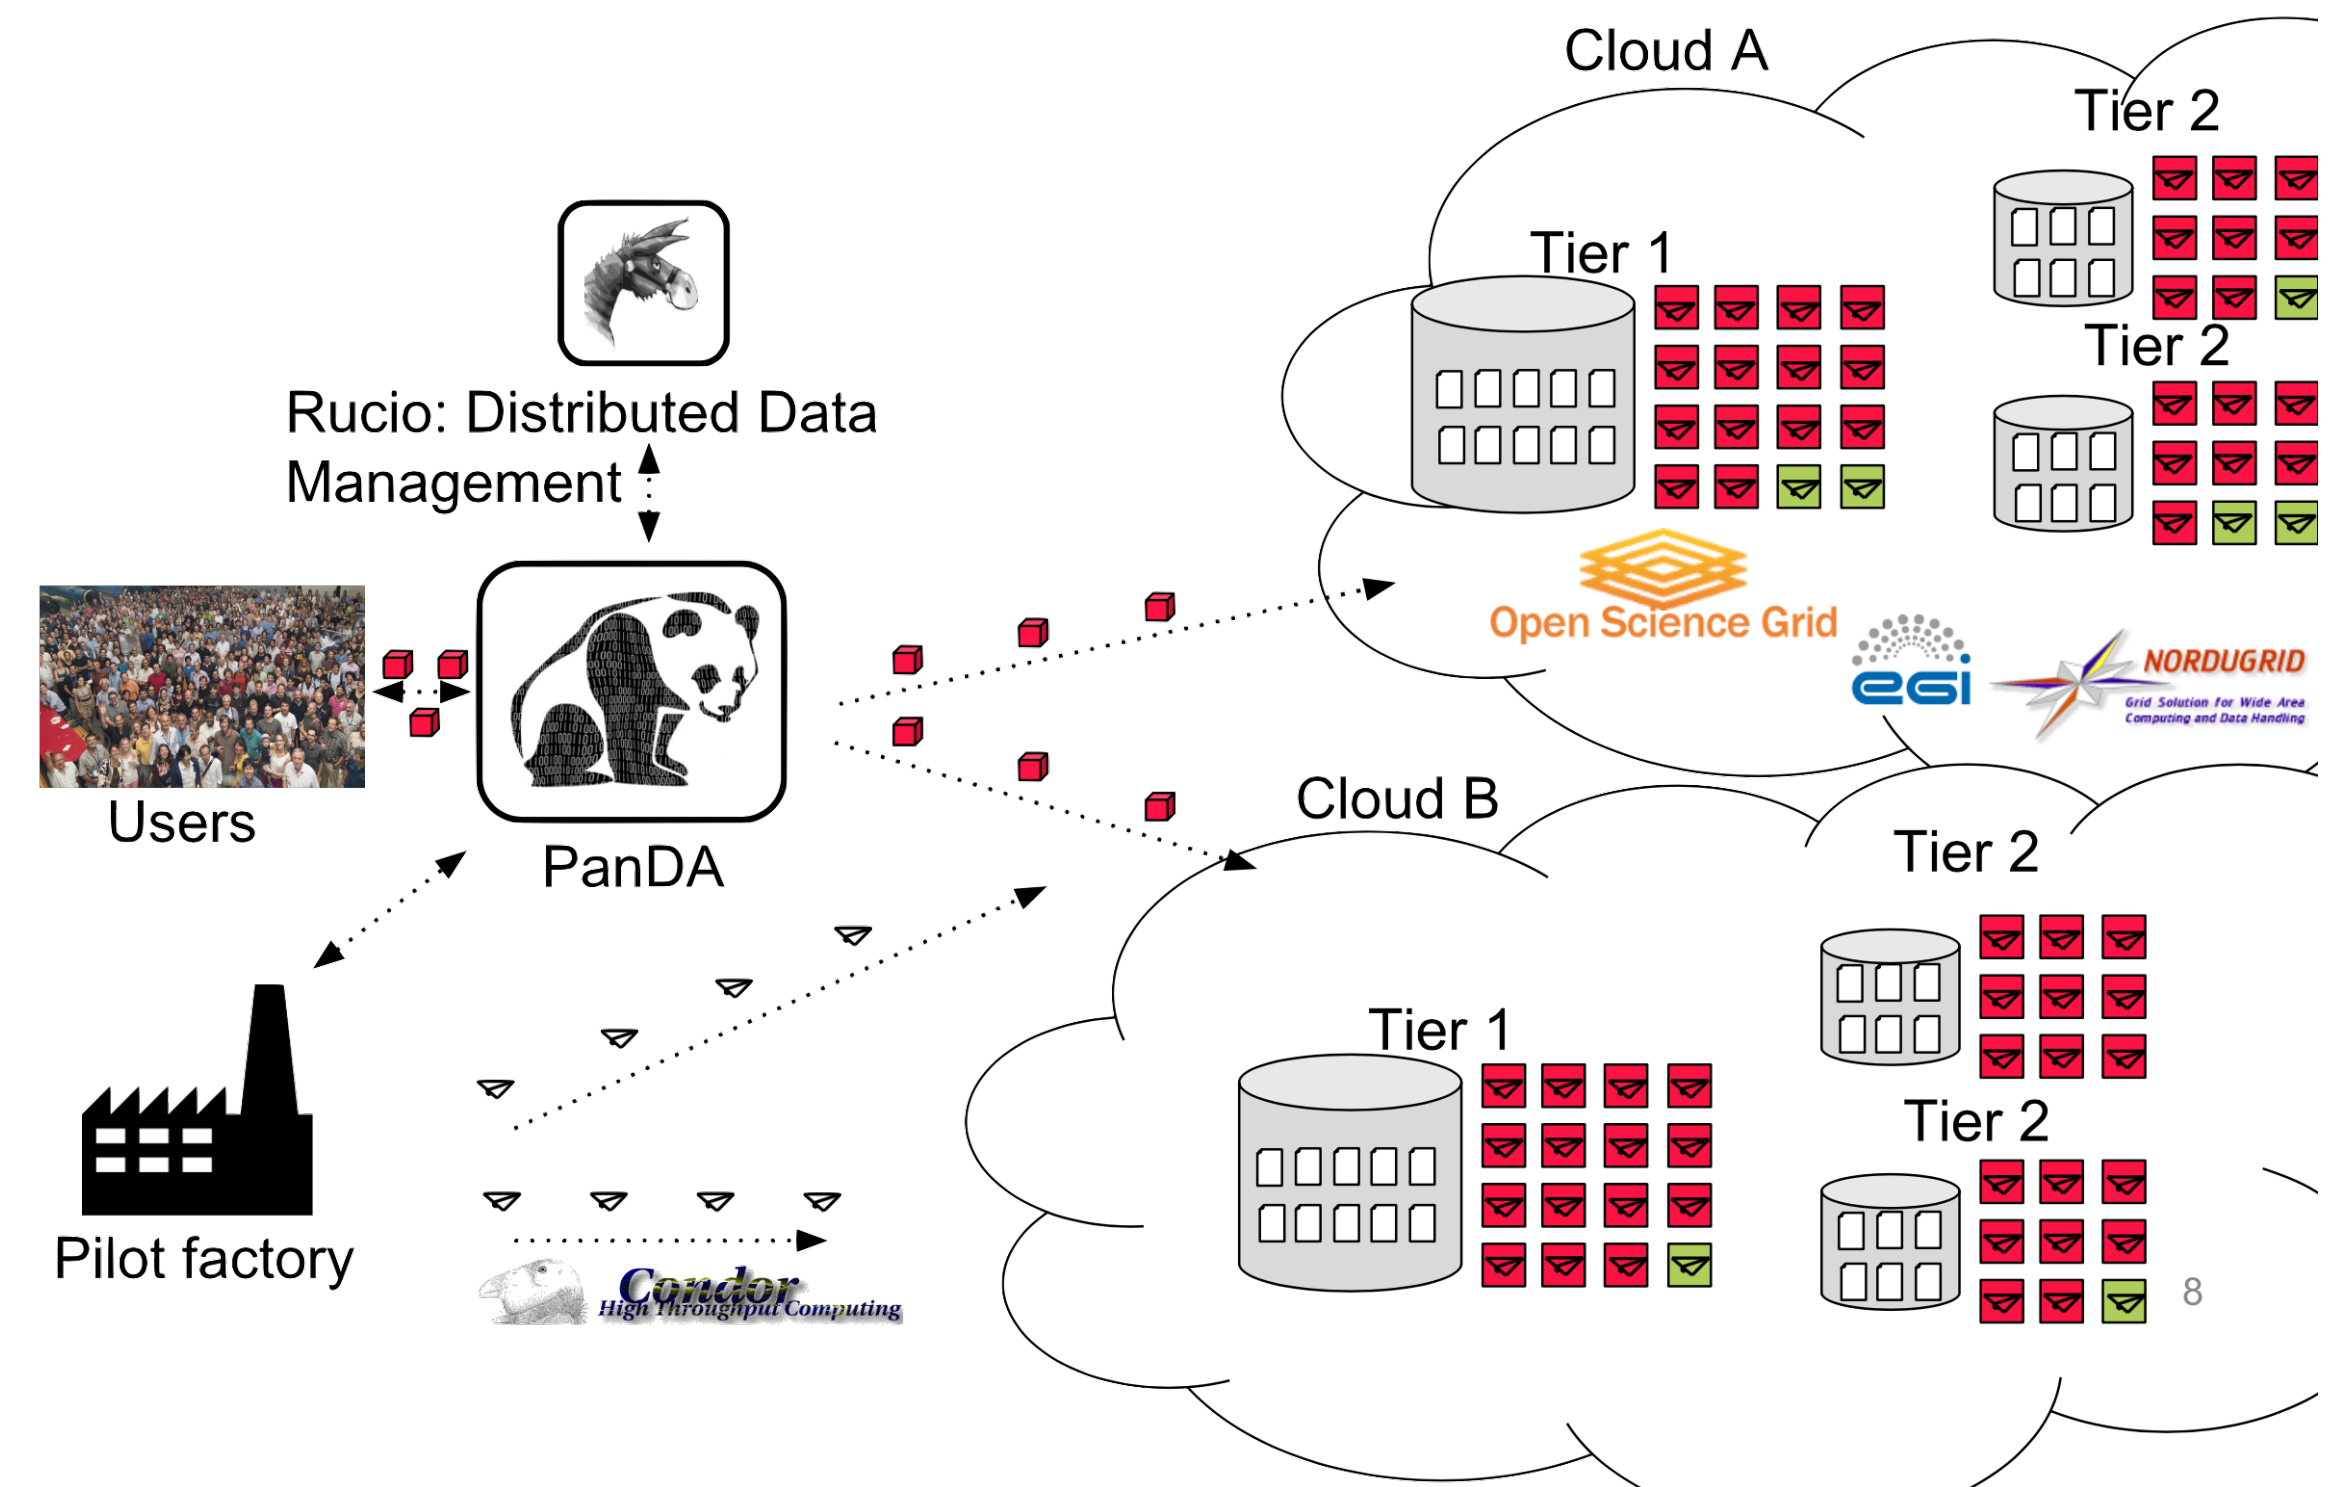 Cloud A
Tier 2
Tier 1
Tier 2
Rucio: Distributed Data
Management
Open Science Grid
eGI
NORDUGRID
Grid Solution for Wide Area
Computing and Data Handling
Users
PanDA
Cloud B
Tier 2
Tier 1
Tier 2
Pilot factory
Condor
High Throughput Computing
8